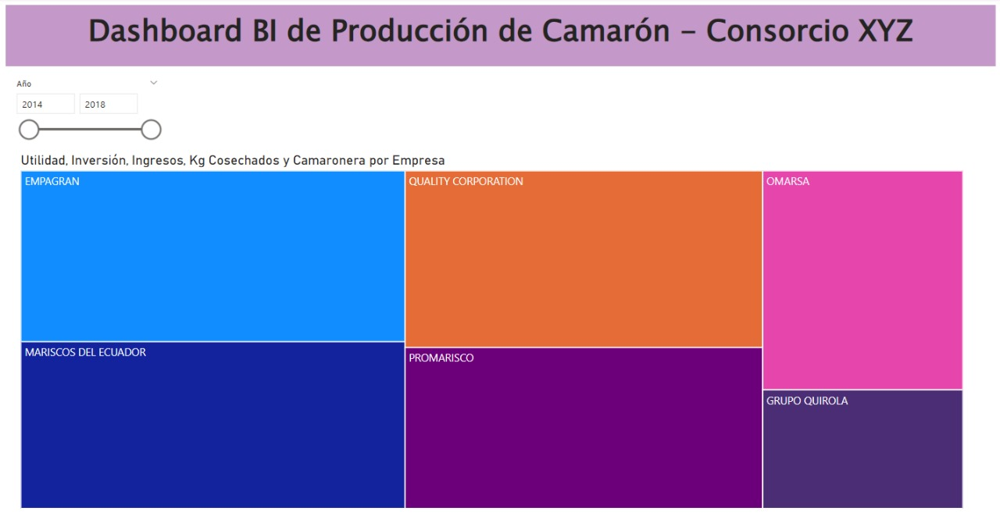 Dashboard BI de Producción de Camarón – Consorcio XYZ
Año
2014 2018
Utilidad, Inversión, Ingresos, Kg Cosechados y Camaronera por Empresa
EMPAGRAN
QUALITY CORPORATION
OMARSA
MARISCOS DEL ECUADOR
PROMARISCO
GRUPO QUIROLA